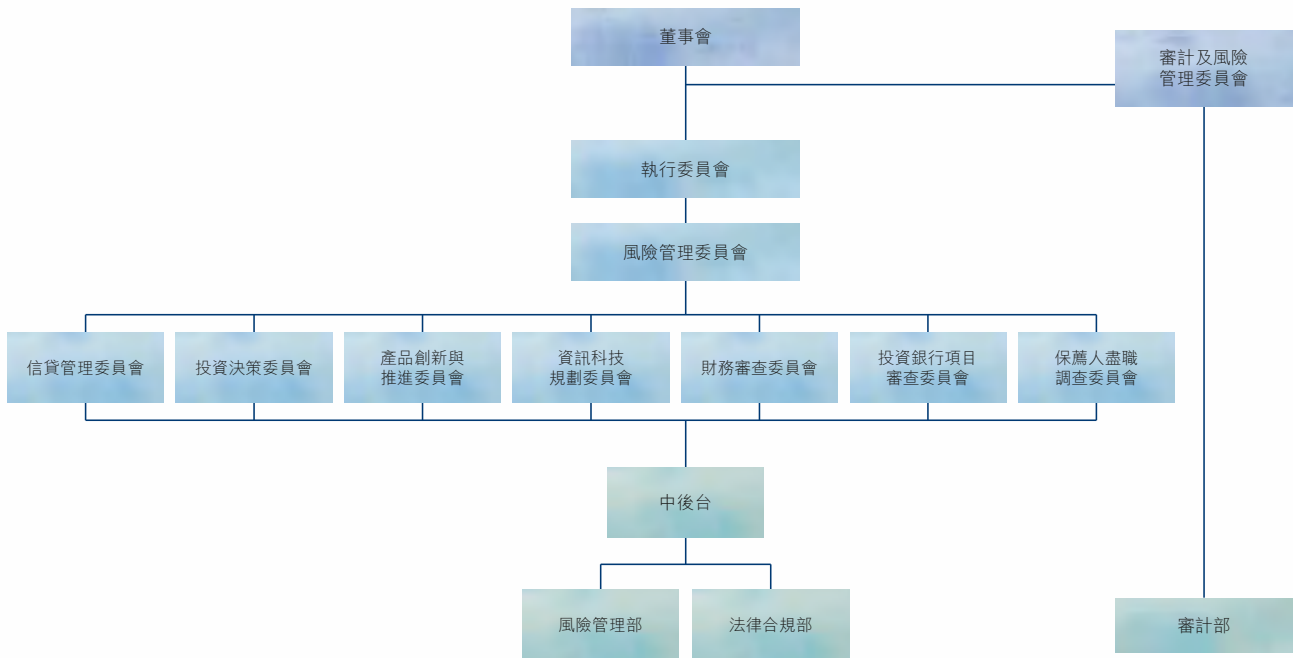 董事會
審計及風險
管理委員會
執行委員會
風險管理委員會
信貸管理委員會
投資決策委員會
產品創新與
推進委員會
資訊科技
規劃委員會
財務審查委員會
投資銀行項目
審查委員會
保薦人盡職
調查委員會
中後台
風險管理部
法律合規部
審計部